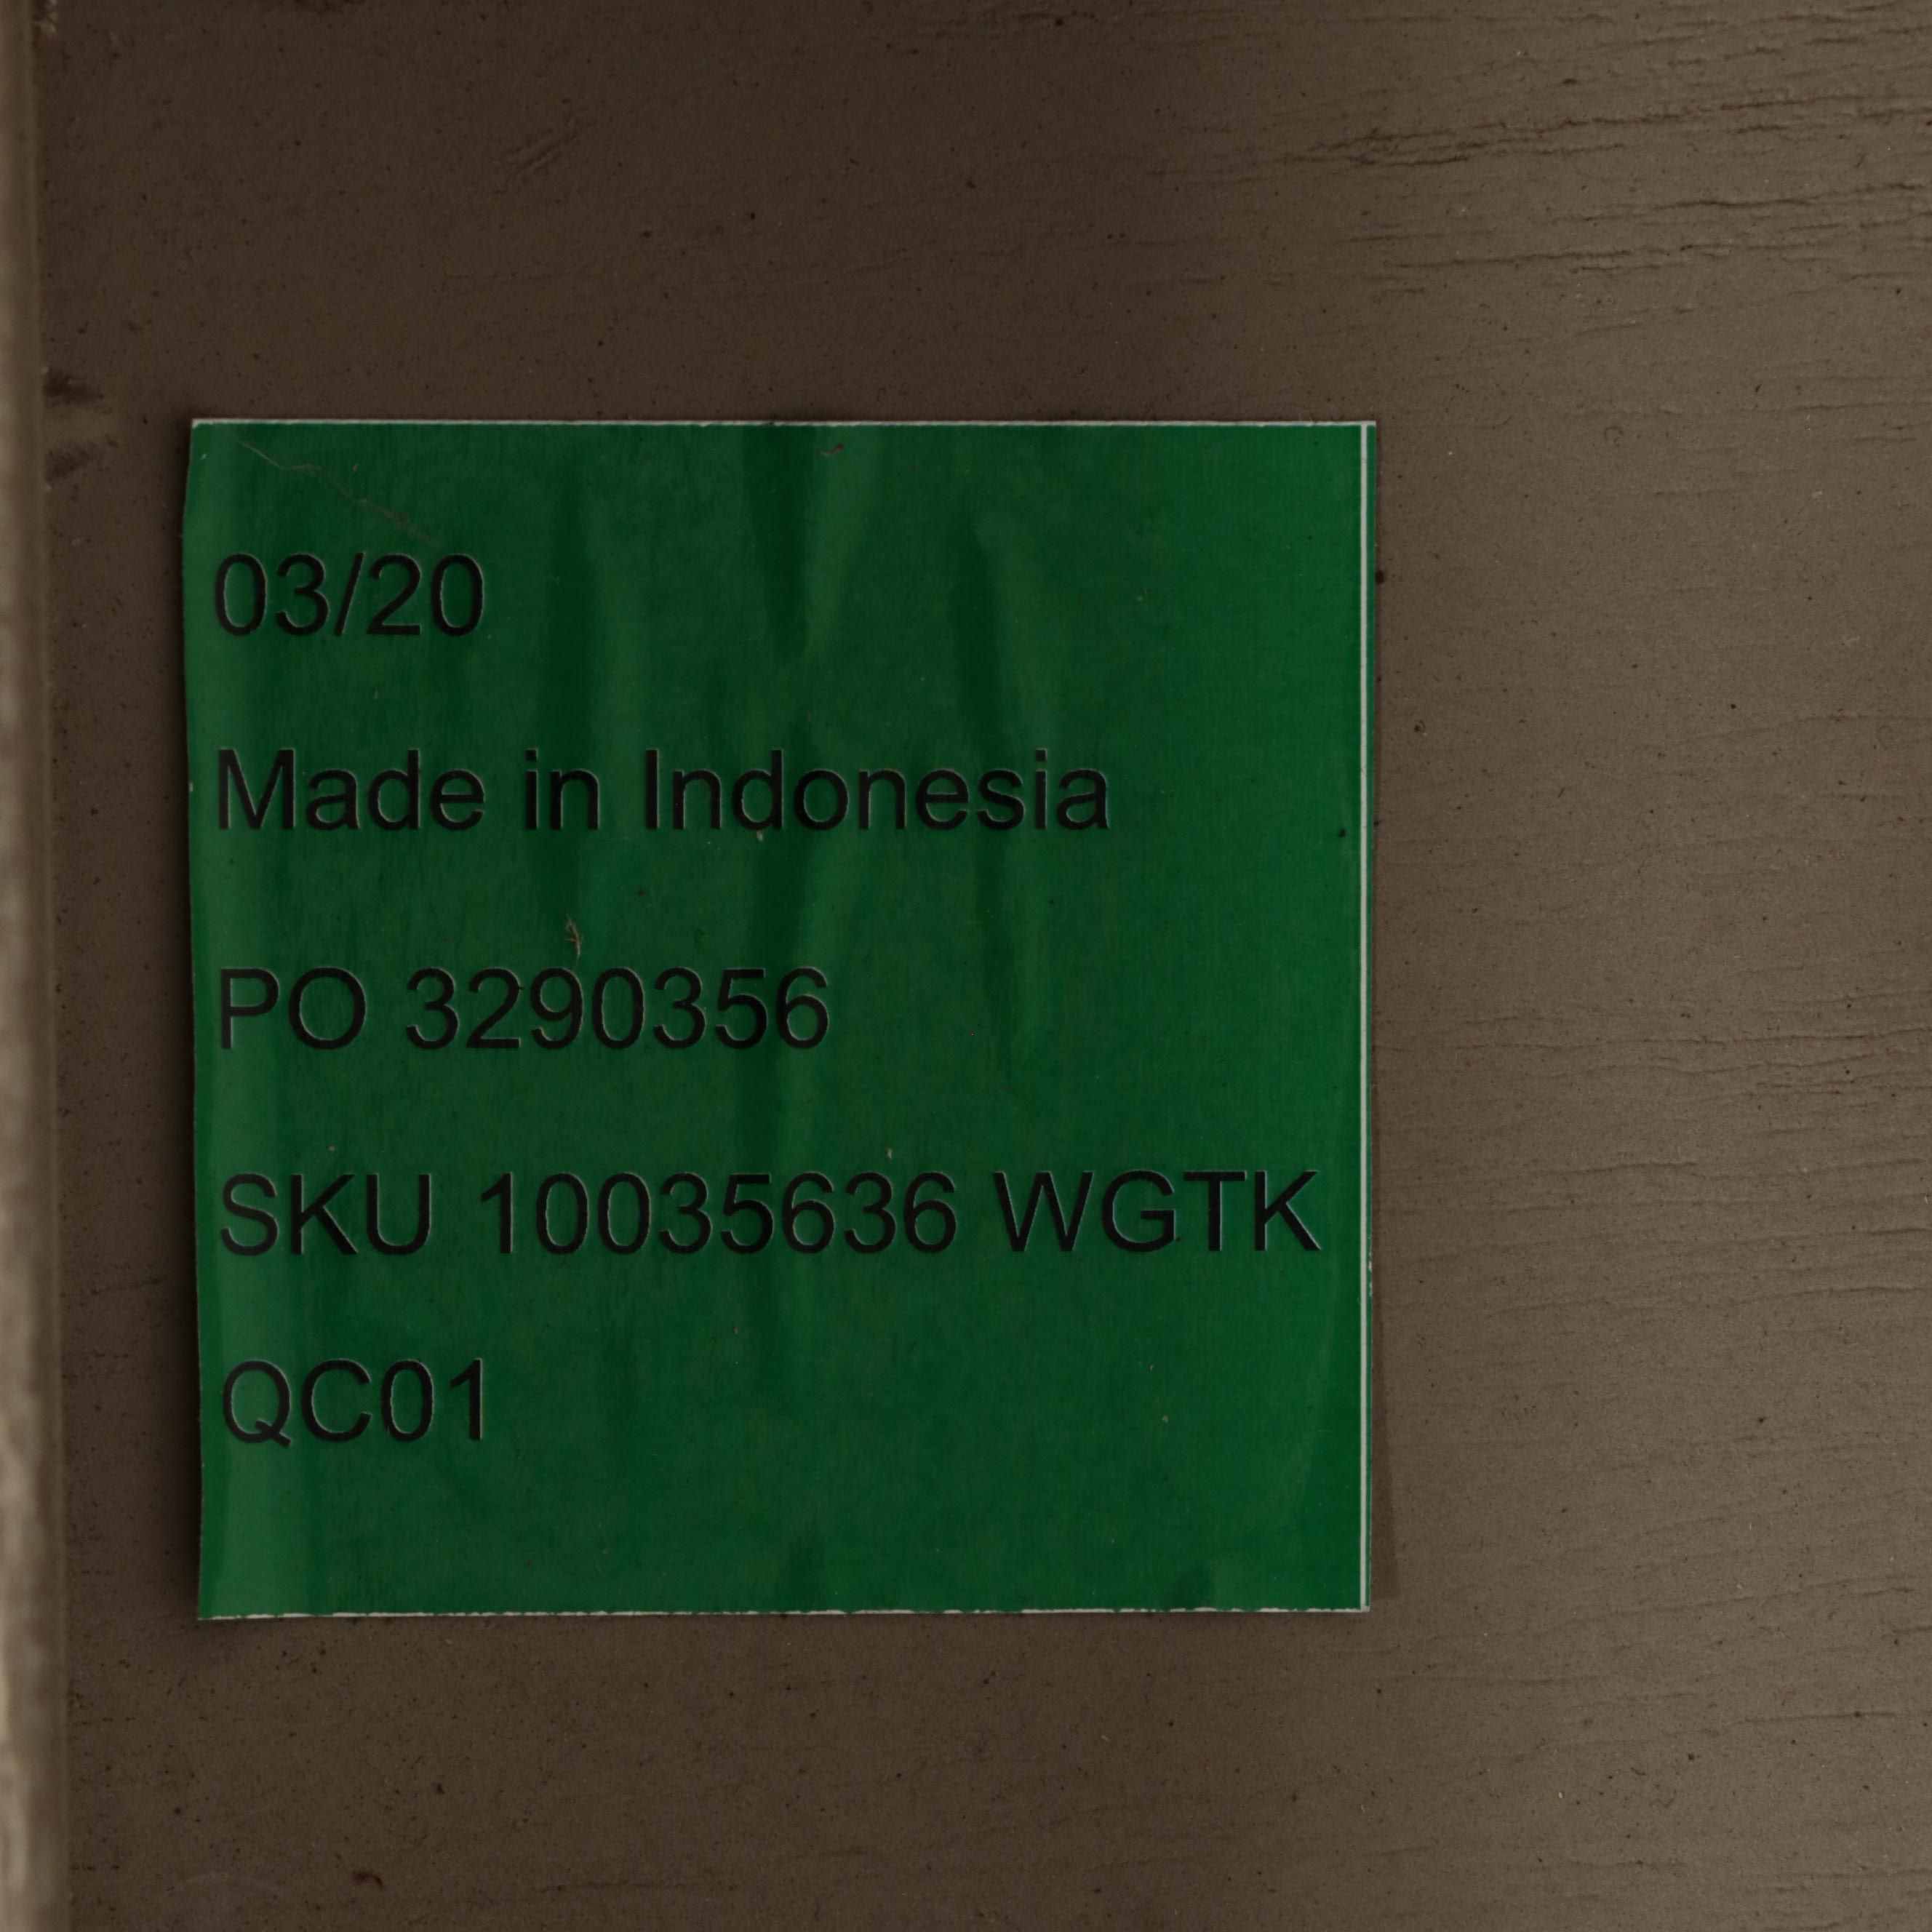 03/20
Made in Indonesia
PO 3290356
SKU 10035636 WGTK
QC01